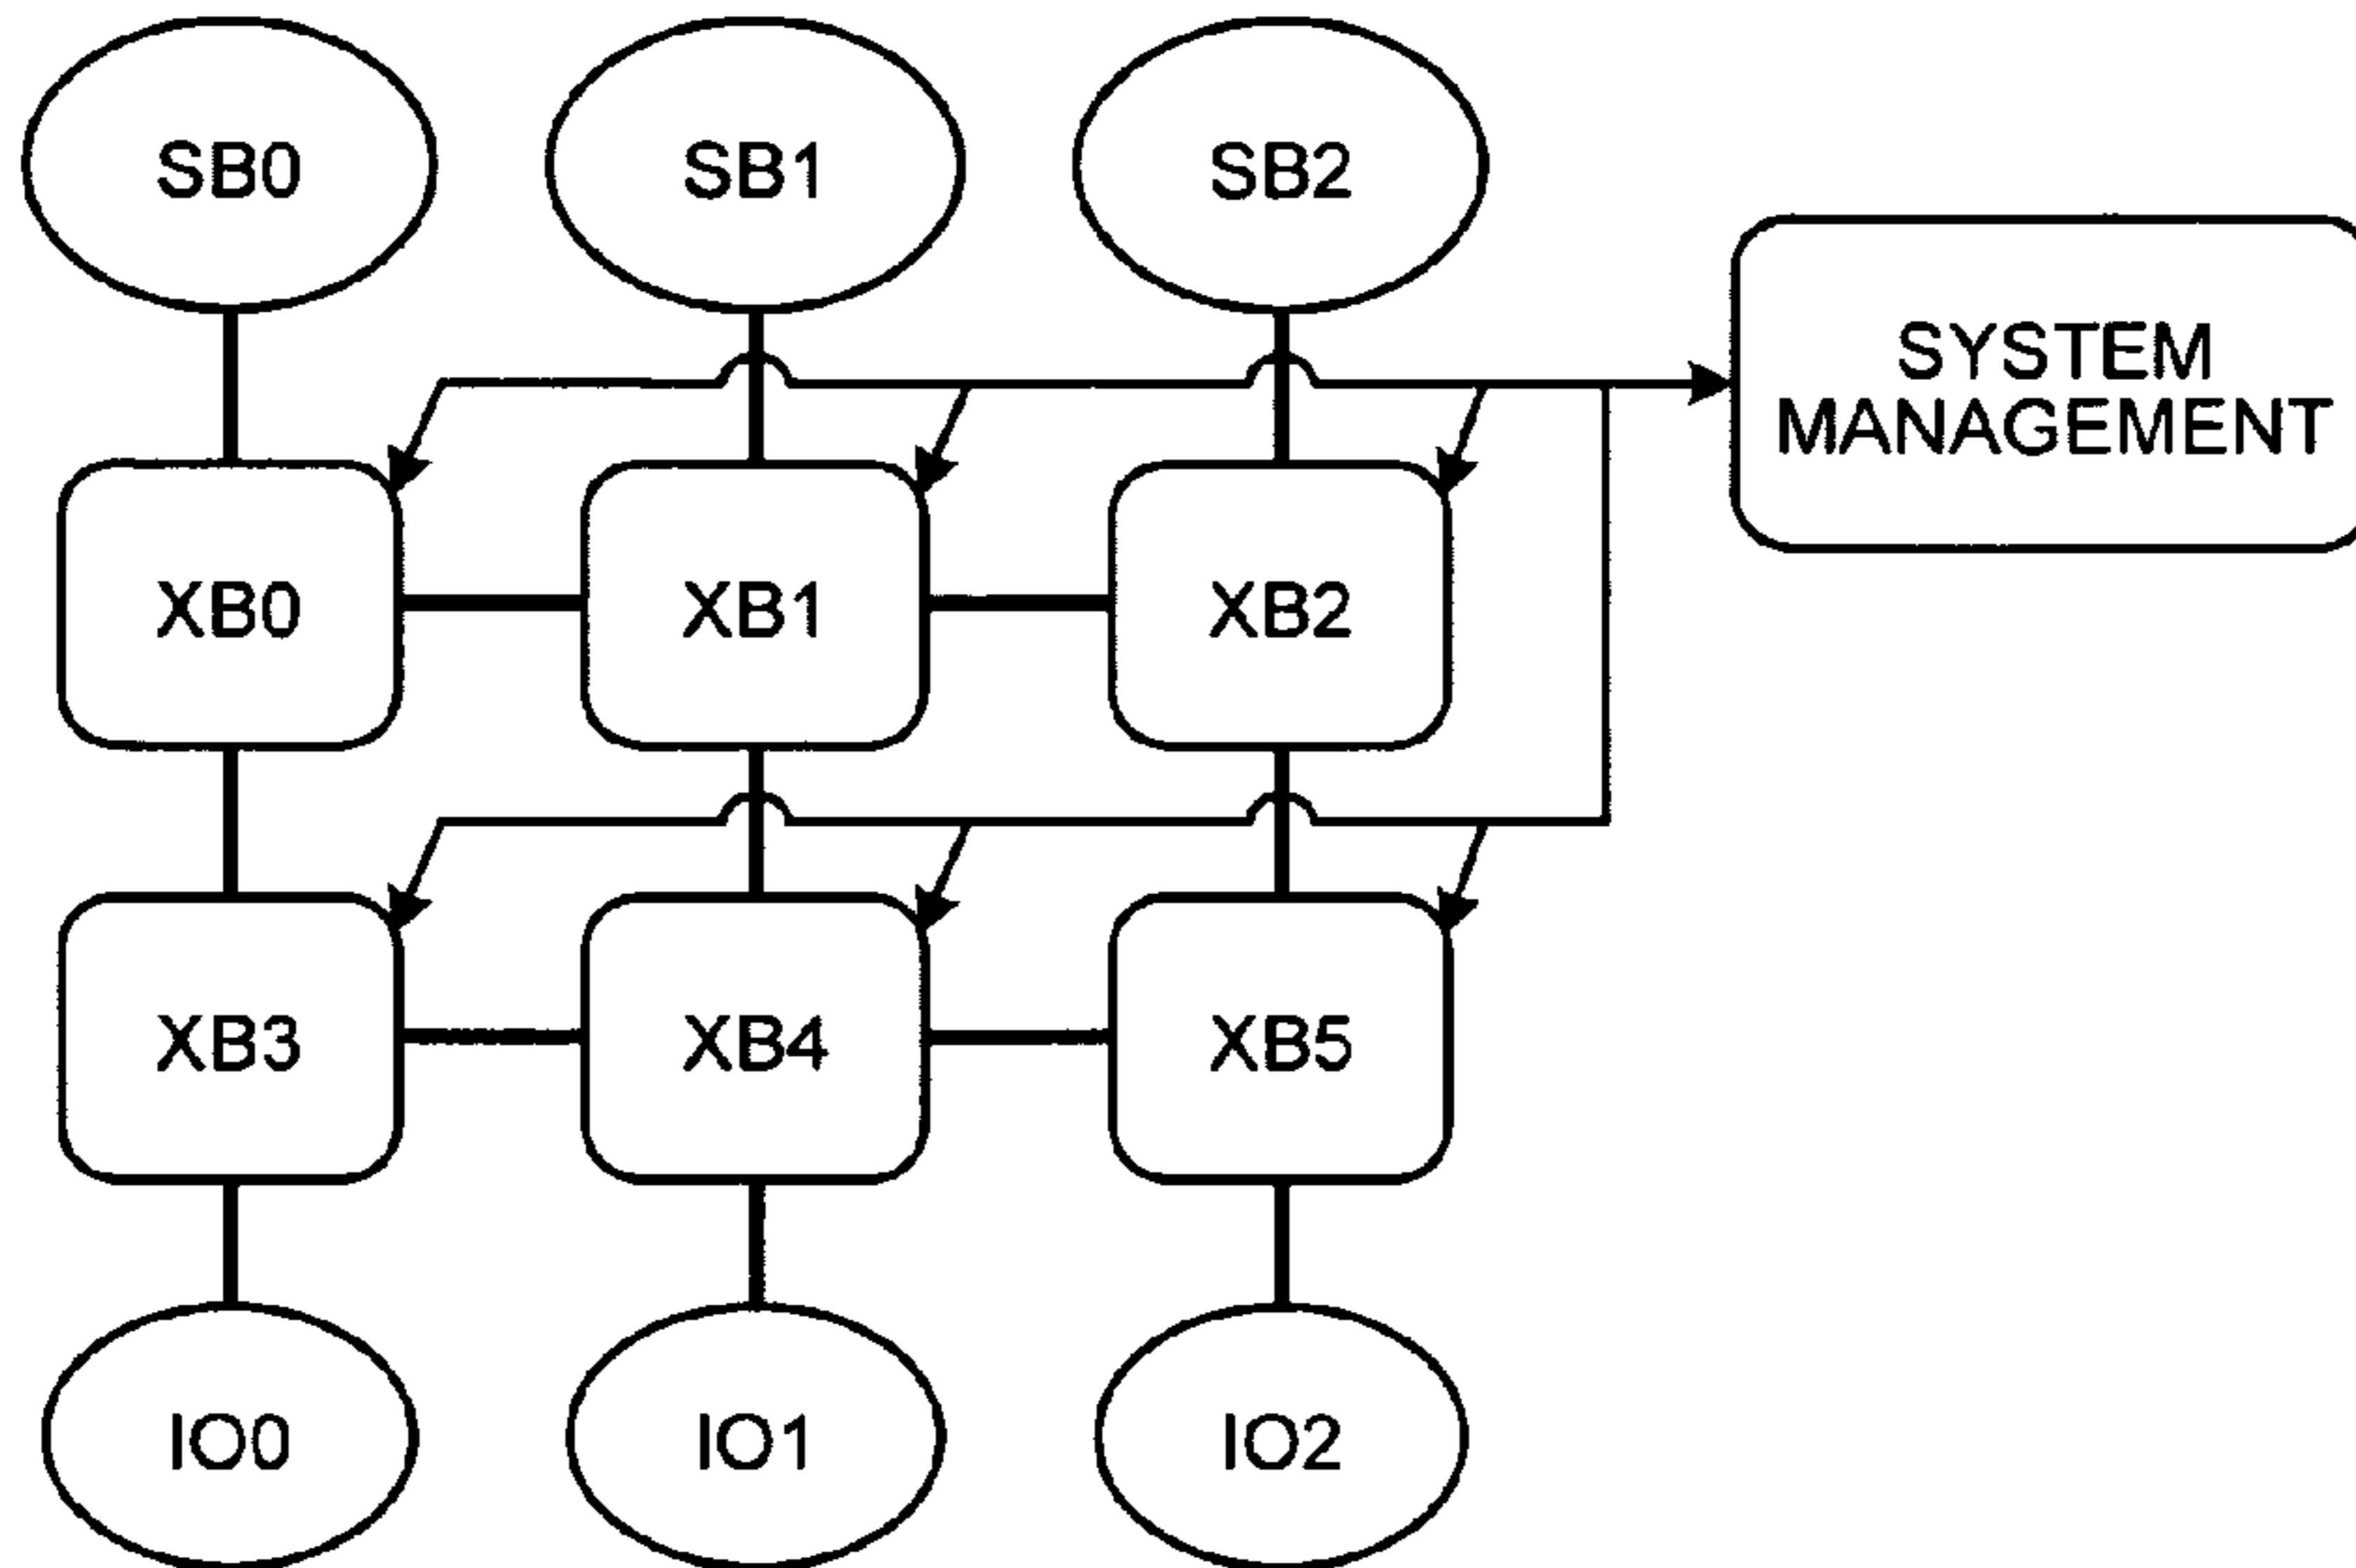 SB0
SB1
SB2
SYSTEM
MANAGEMENT
XB0
XB1
XB2
XB3
XB4
XB5
IO0
IO1
IO2